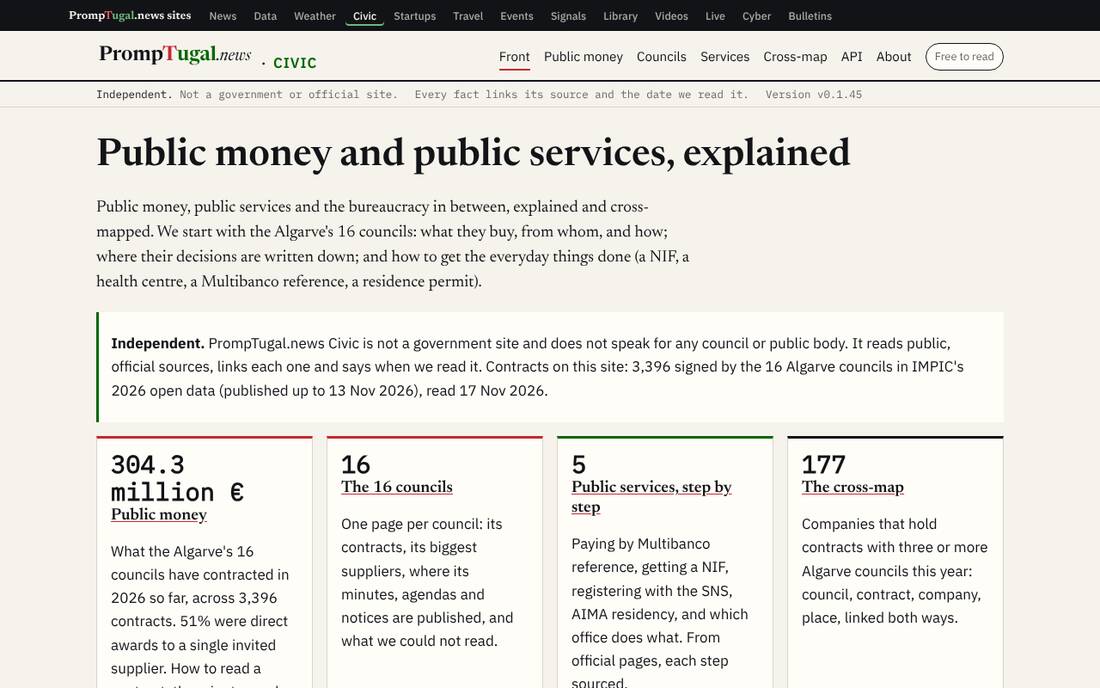 PrompTugal.news sites News Data Weather Civic Startups Travel Events Signals Library Videos Live Cyber Bulletins
PrompTugal.news · CIVIC Front Public money Councils Services Cross-map API About Free to read
Independent. Not a government or official site. Every fact links its source and the date we read it. Version v0.1.45
Public money and public services, explained
Public money, public services and the bureaucracy in between, explained and cross-
mapped. We start with the Algarve's 16 councils: what they buy, from whom, and how;
where their decisions are written down; and how to get the everyday things done (a NIF, a
health centre, a Multibanco reference, a residence permit).
Independent. PrompTugal.news Civic is not a government site and does not speak for any council or public body. It reads public,
official sources, links each one and says when we read it. Contracts on this site: 3,396 signed by the 16 Algarve councils in IMPIC's
2026 open data (published up to 13 Nov 2026), read 17 Nov 2026.
304.3
million €
Public money
What the Algarve's 16
councils have contracted in
2026 so far, across 3,396
contracts. 51% were direct
awards to a single invited
supplier. How to read a
16
The 16 councils
One page per council: its
contracts, its biggest
suppliers, where its
minutes, agendas and
notices are published, and
what we could not read.
5
Public services, step by
step
Paying by Multibanco
reference, getting a NIF,
registering with the SNS,
AIMA residency, and which
office does what. From
official pages, each step
sourced.
177
The cross-map
Companies that hold
contracts with three or more
Algarve councils this year:
council, contract, company,
place, linked both ways.